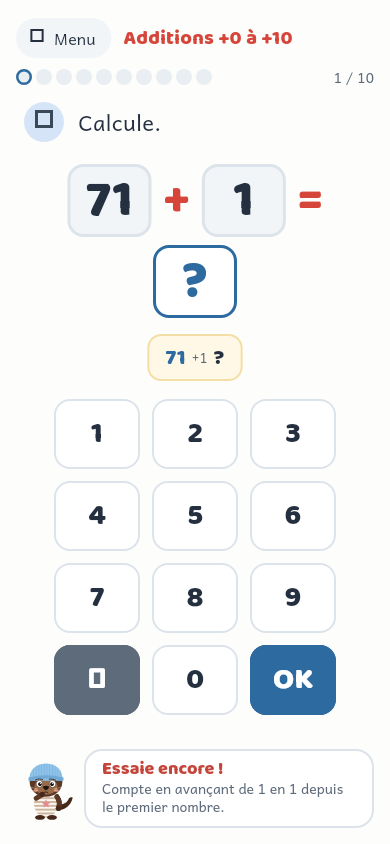 Menu
Additions +0 à +10
1 / 10
Calcule.
71 + 1 =
?
71 +1 ?
1 2 3
4 5 6
7 8 9
0 OK
Essaie encore !
Compte en avançant de 1 en 1 depuis
le premier nombre.